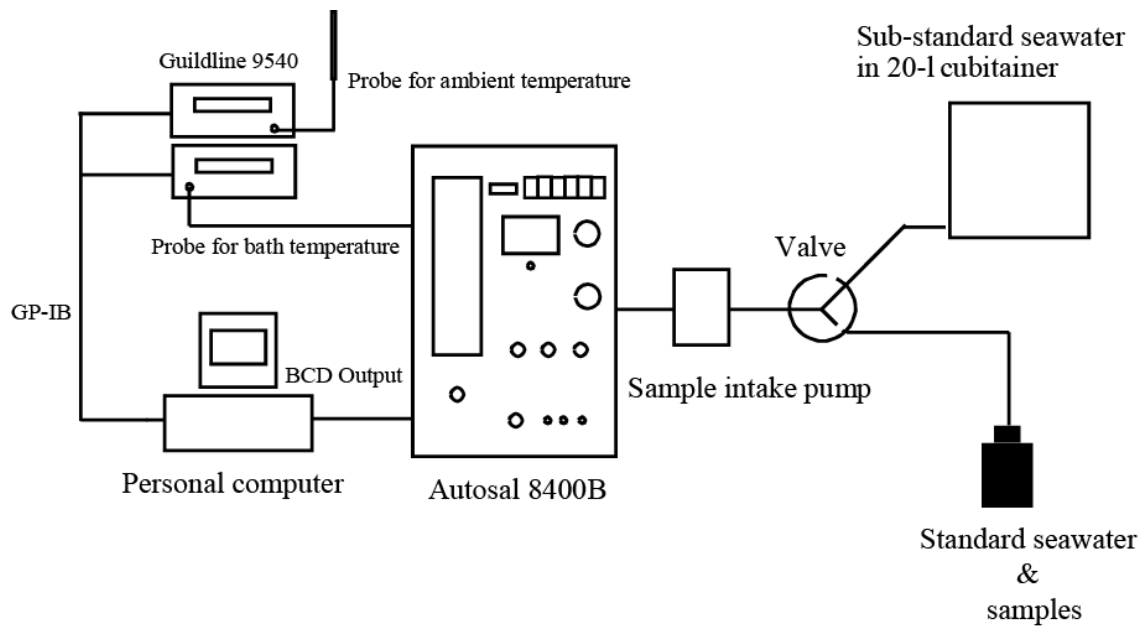 Sub-standard seawater
in 20-l cubitainer
Guildline 9540
Probe for ambient temperature
Probe for bath temperature
Valve
GP-IB
BCD Output
Sample intake pump
Personal computer
Autosal 8400B
Standard seawater
&
samples